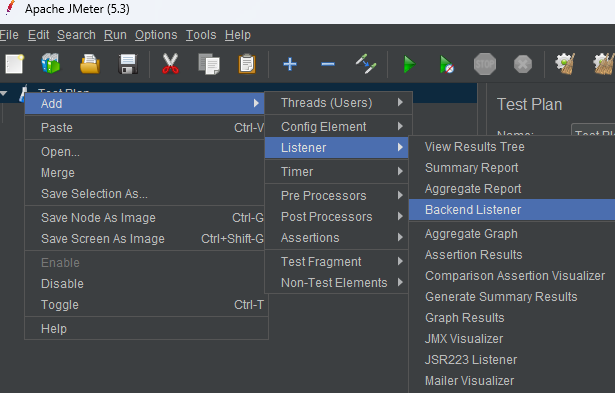 Apache JMeter (5.3)
File Edit Search Run Options Tools Help
STOP
Test Plan
Add
Paste Ctrl-V
Open...
Merge
Save Selection As...
Save Node As Image Ctrl-G
Save Screen As Image Ctrl+Shift-G
Enable
Disable
Toggle Ctrl-T
Help
Threads (Users)
Config Element
Listener
Timer
Pre Processors
Post Processors
Assertions
Test Fragment
Non-Test Elements
Test Plan
Name: Test Pl
View Results Tree
Summary Report
Aggregate Report
Backend Listener
Aggregate Graph
Assertion Results
Comparison Assertion Visualizer
Generate Summary Results
Graph Results
JMX Visualizer
JSR223 Listener
Mailer Visualizer